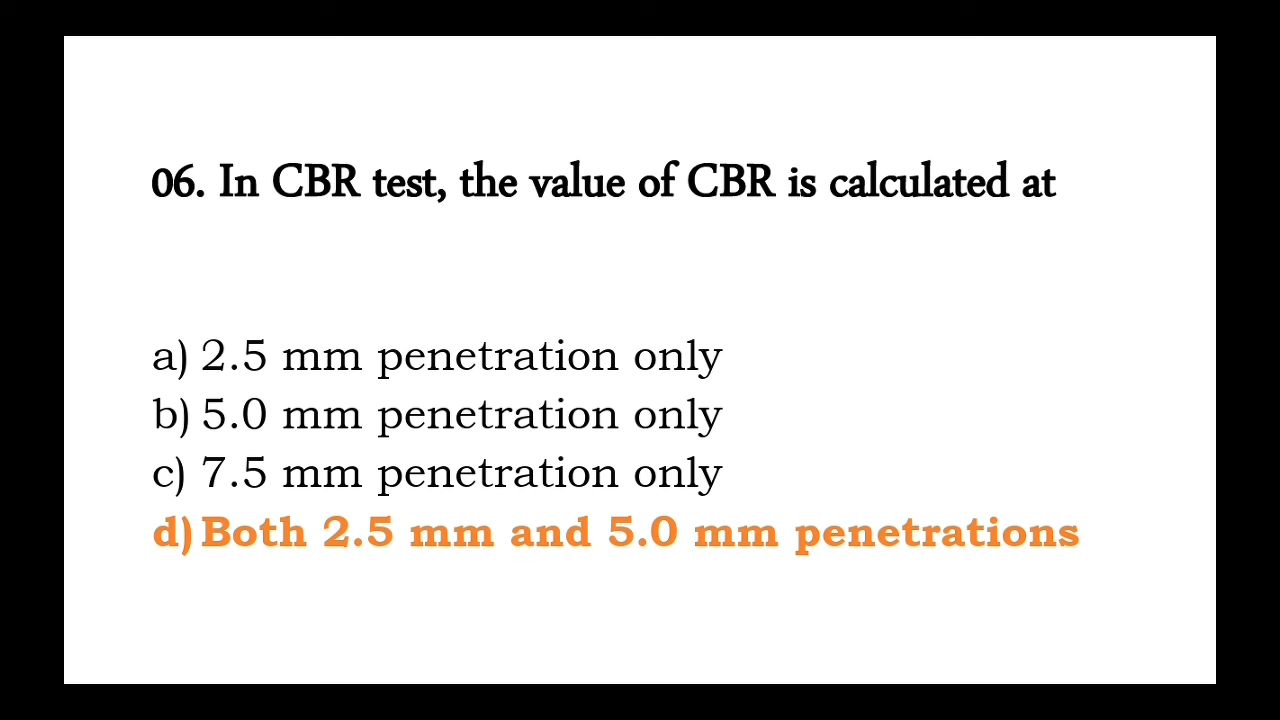 06. In CBR test, the value of CBR is calculated at
a) 2.5 mm penetration only
b) 5.0 mm penetration only
c) 7.5 mm penetration only
d) Both 2.5 mm and 5.0 mm penetrations